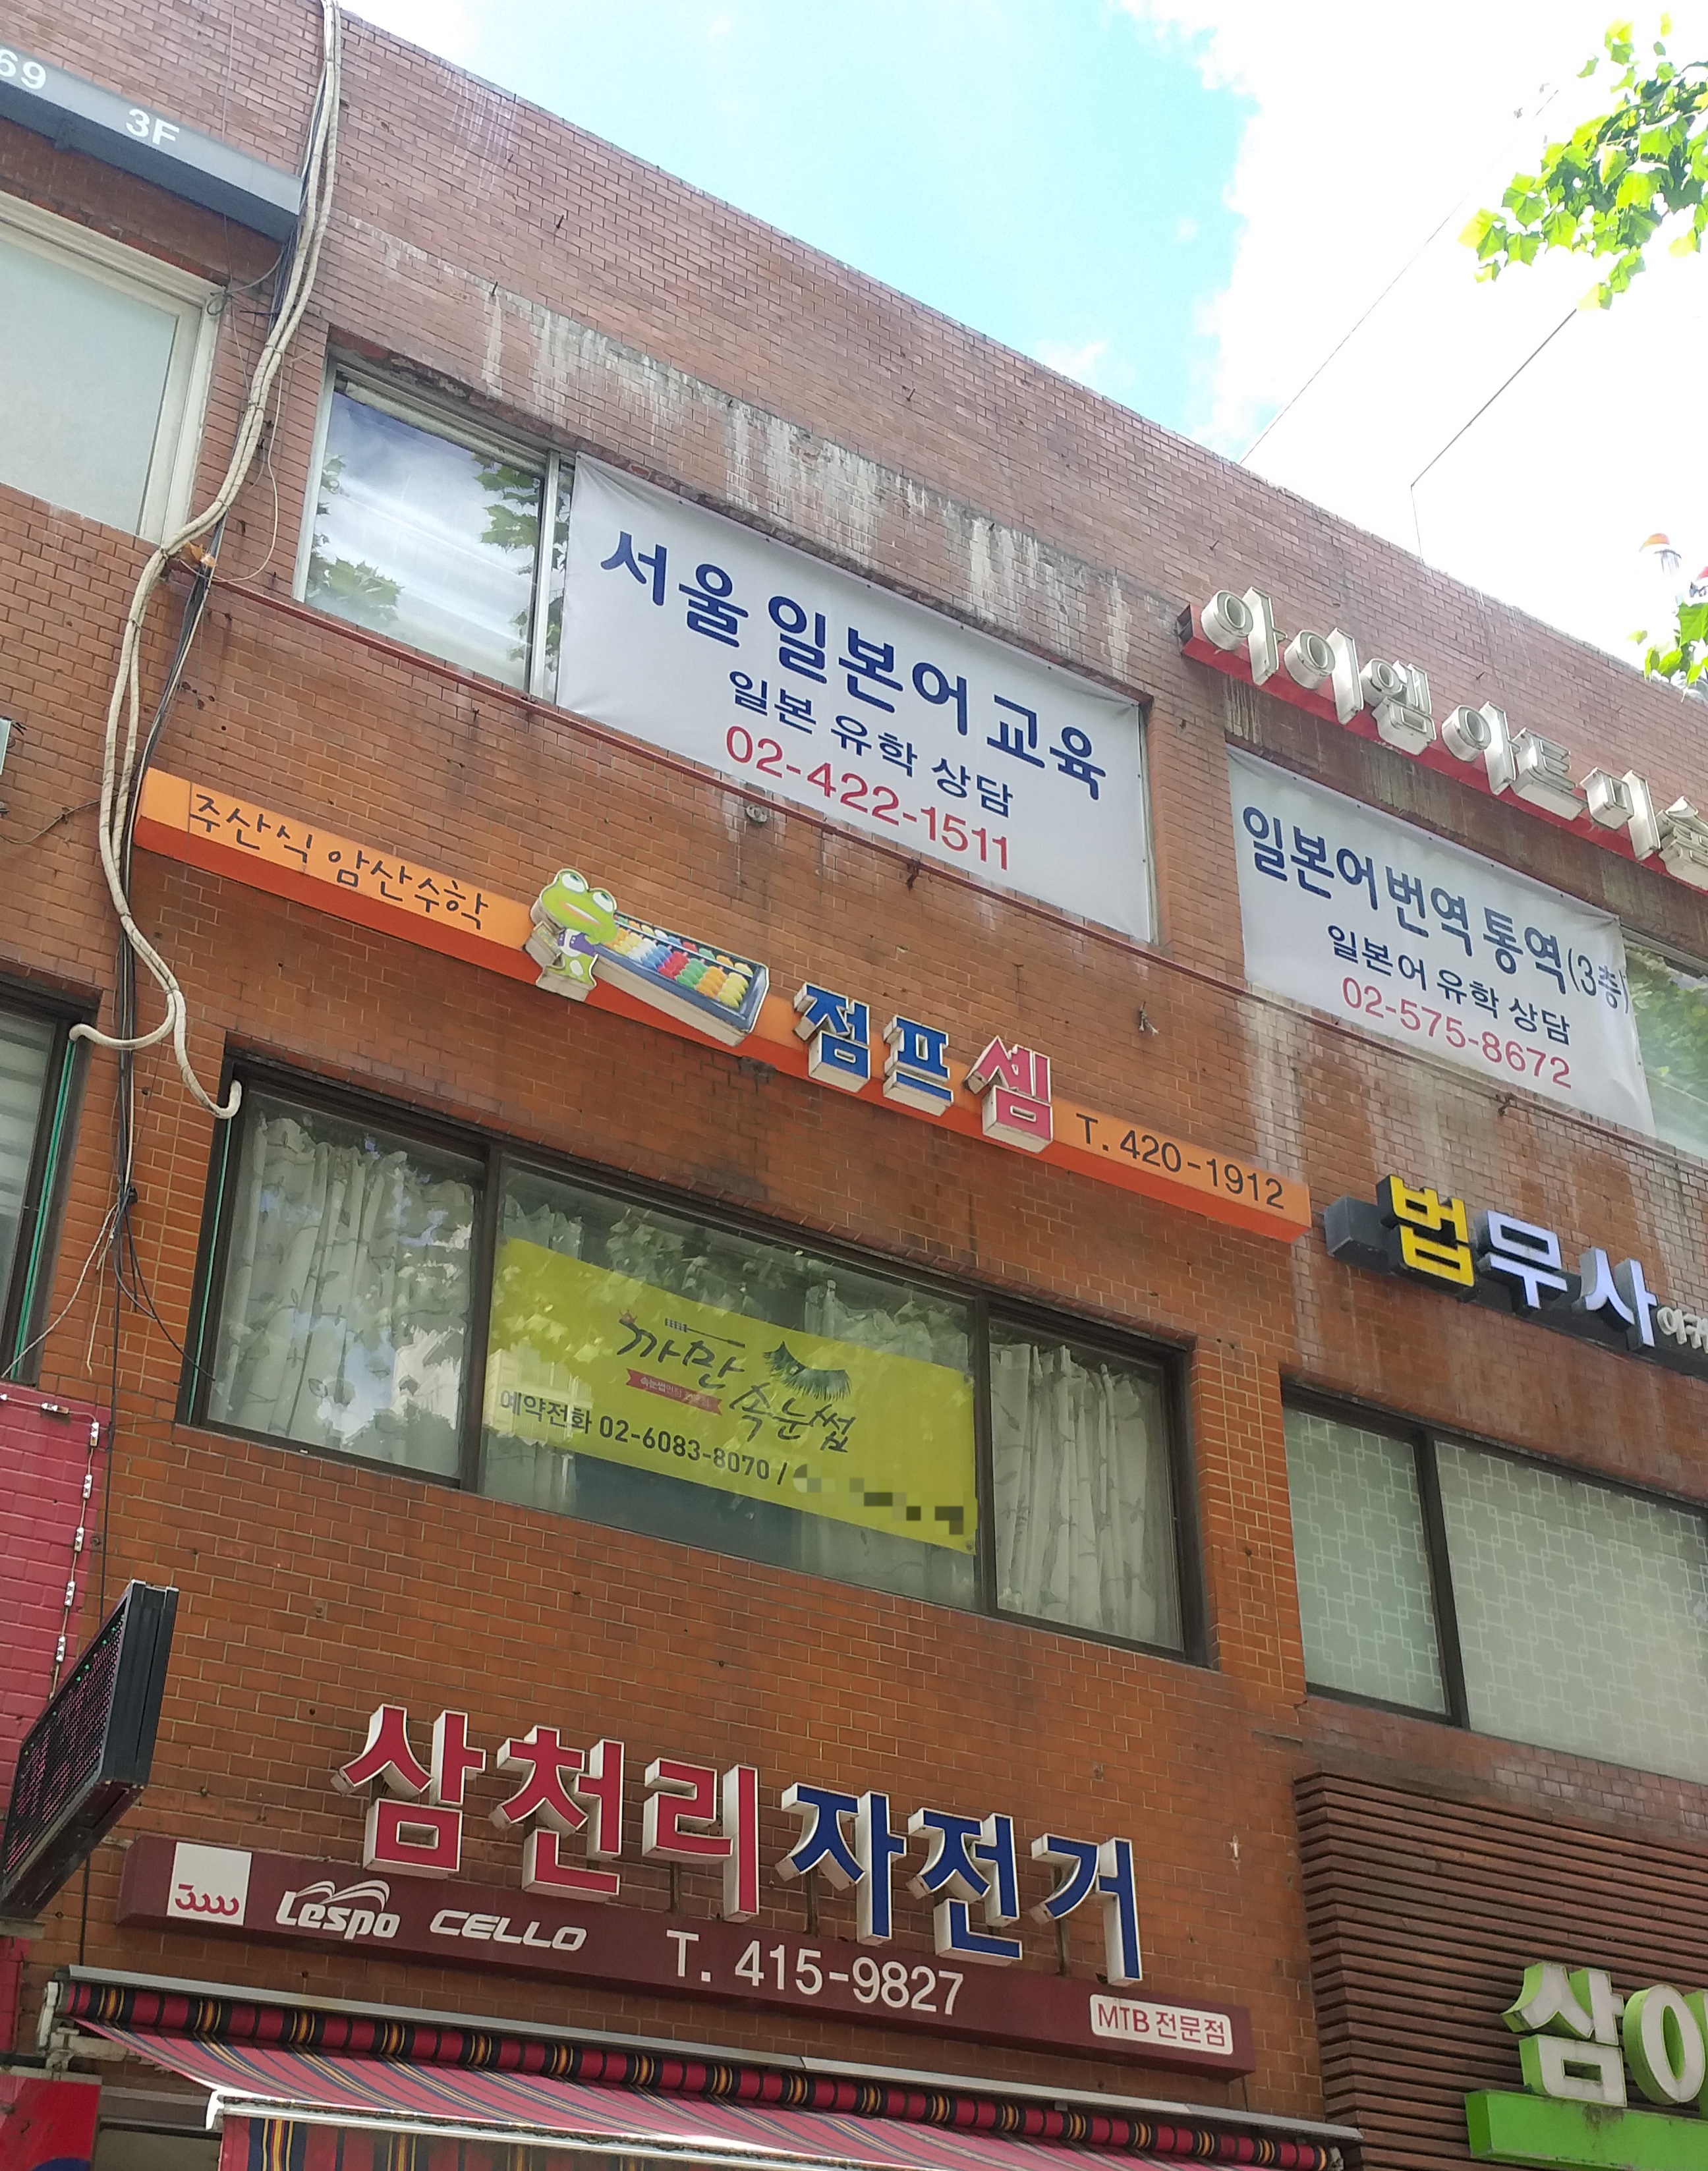 69 3F
서울 일본어 교육
일본 유학 상담
02-422-1511
아이엠 아트 미술
일본어 번역 통역 (3층)
일본어 유학 상담
02-575-8672
주산식 암산수학
점프셈
T. 420-1912
법무사
까만 속눈썹
예약전화 02-6083-8070 /
삼천리자전거
Lespo CELLO T. 415-9827 MTB 전문점
삼